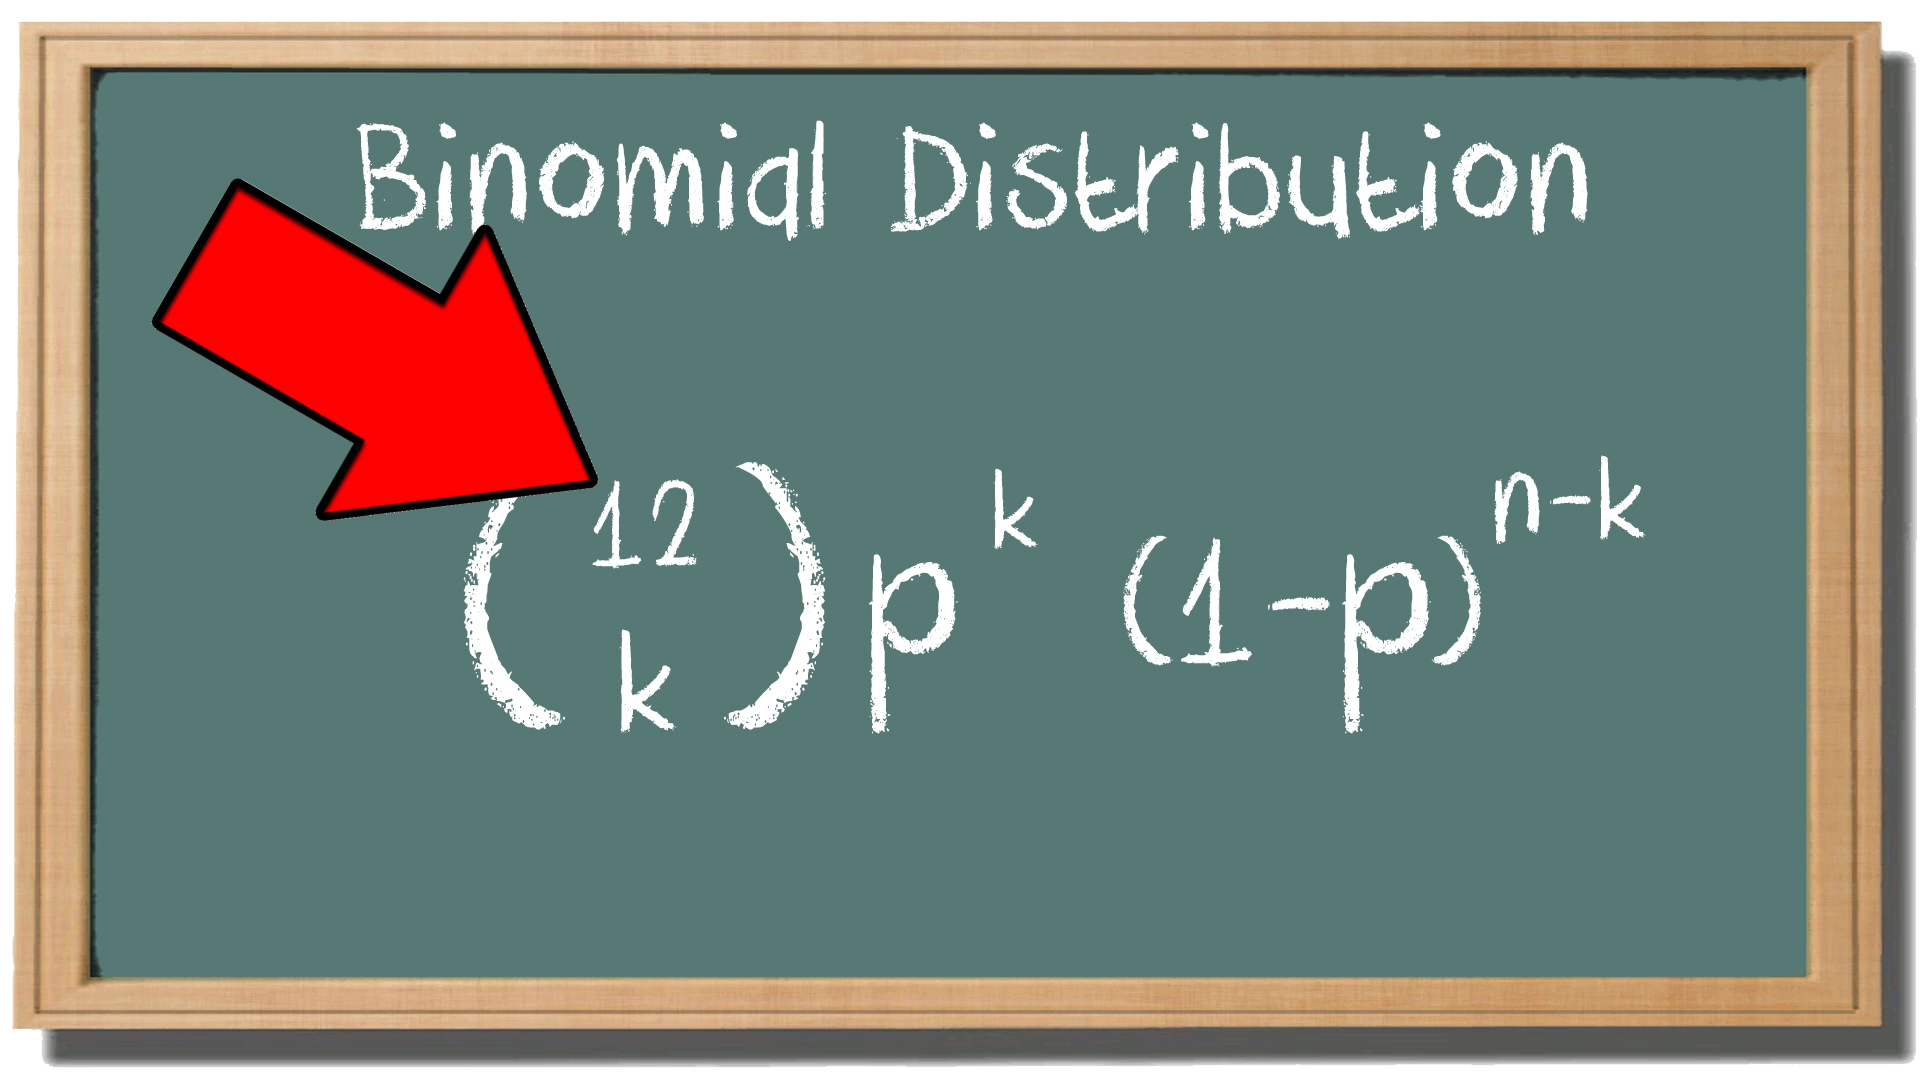 Binomial Distribution
(12
k) p^k (1-p)^n-k